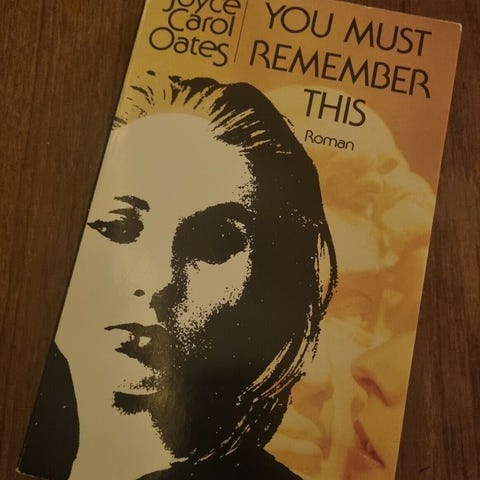 Joyce
Carol
Oates
YOU MUST
REMEMBER
THIS
Roman